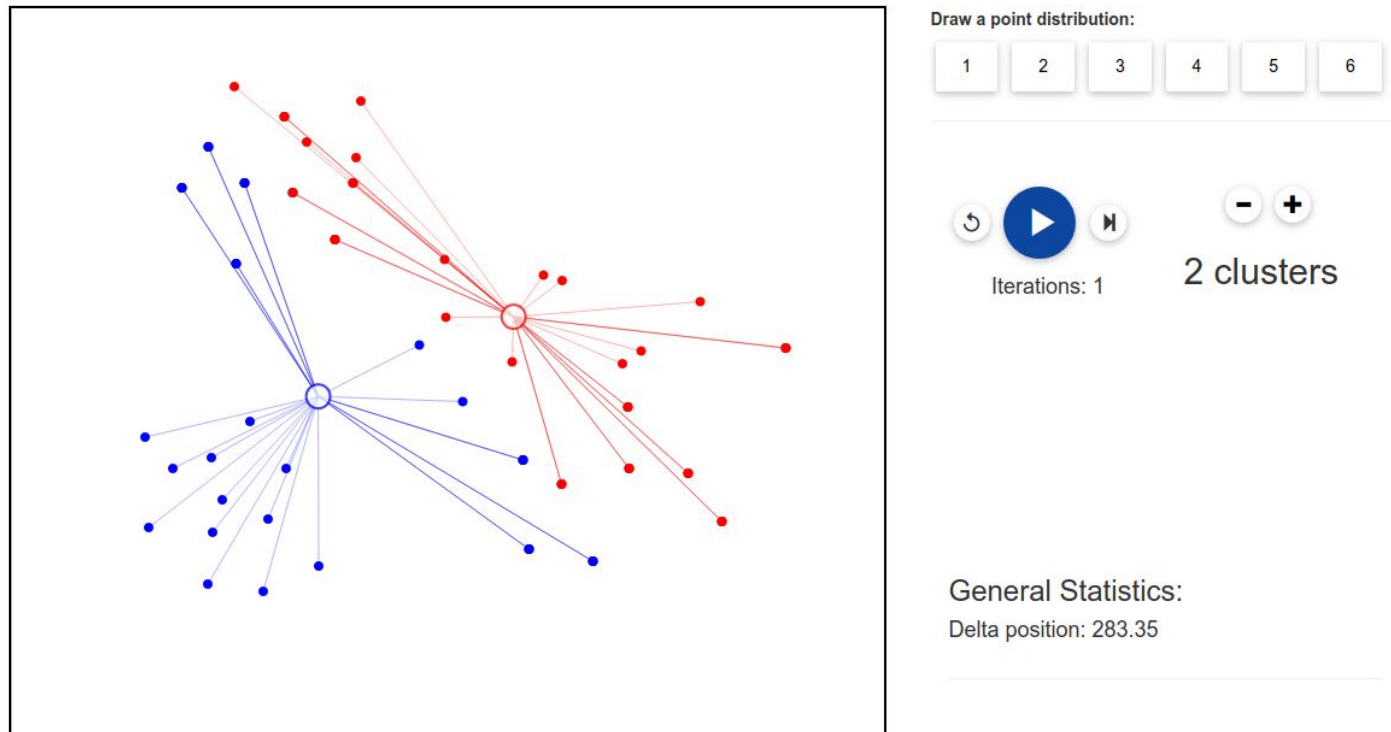 Draw a point distribution:
1 2 3 4 5 6
Iterations: 1
2 clusters
General Statistics:
Delta position: 283.35